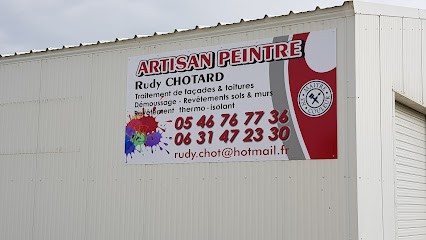 ARTISAN PEINTRE
Rudy CHOTARD
Traitement de façades & toitures
Démoussage - Revêtements sols & murs
Revêtement thermo-isolant
05 46 76 77 36
06 31 47 23 30
rudy.chot@hotmail.fr